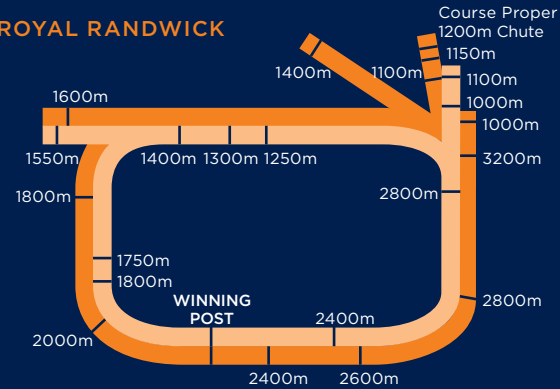 ROYAL RANDWICK
Course Proper
1200m Chute
1150m
1400m
1100m
1100m
1000m
1600m
1000m
1550m
1400m
1300m
1250m
3200m
1800m
2800m
1750m
1800m
WINNING
POST
2800m
2400m
2000m
2400m
2600m